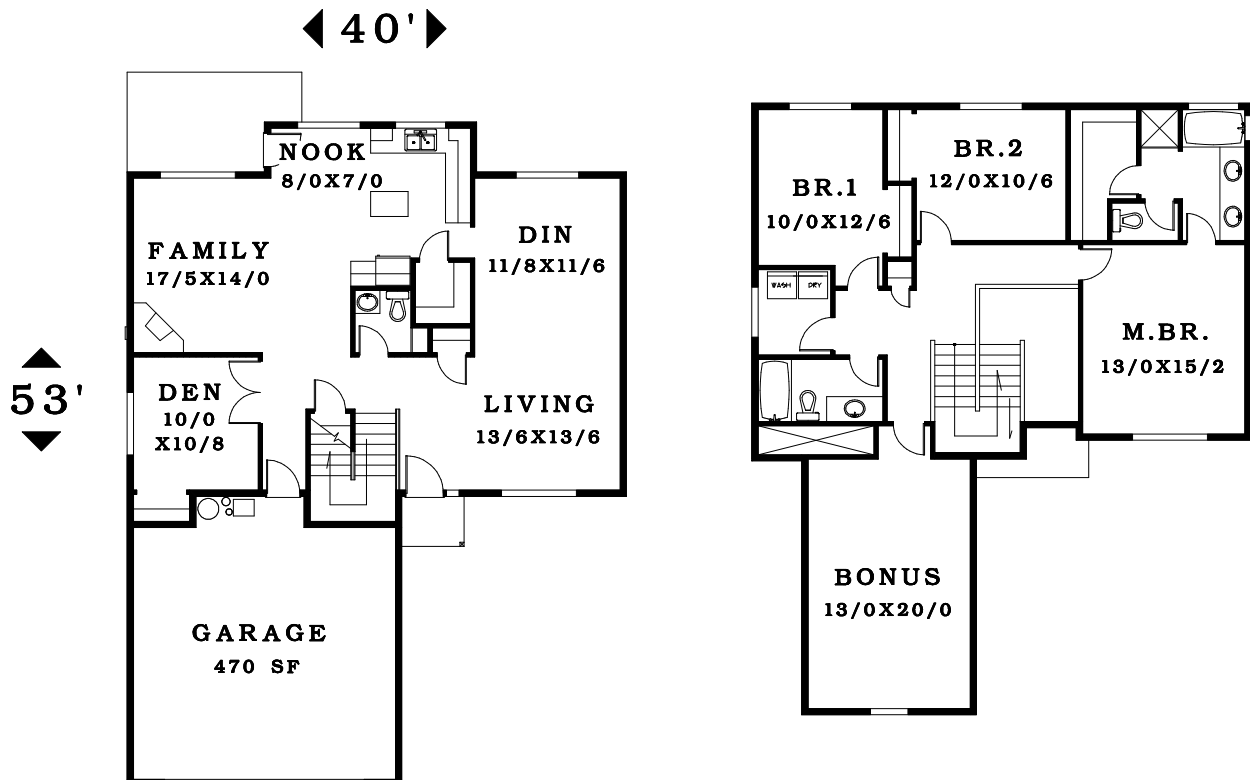 40'
53'
NOOK
8/0X7/0
FAMILY
17/5X14/0
DIN
11/8X11/6
DEN
10/0
X10/8
LIVING
13/6X13/6
GARAGE
470 SF
BR.1
10/0X12/6
BR.2
12/0X10/6
WASH
DRY
M.BR.
13/0X15/2
BONUS
13/0X20/0